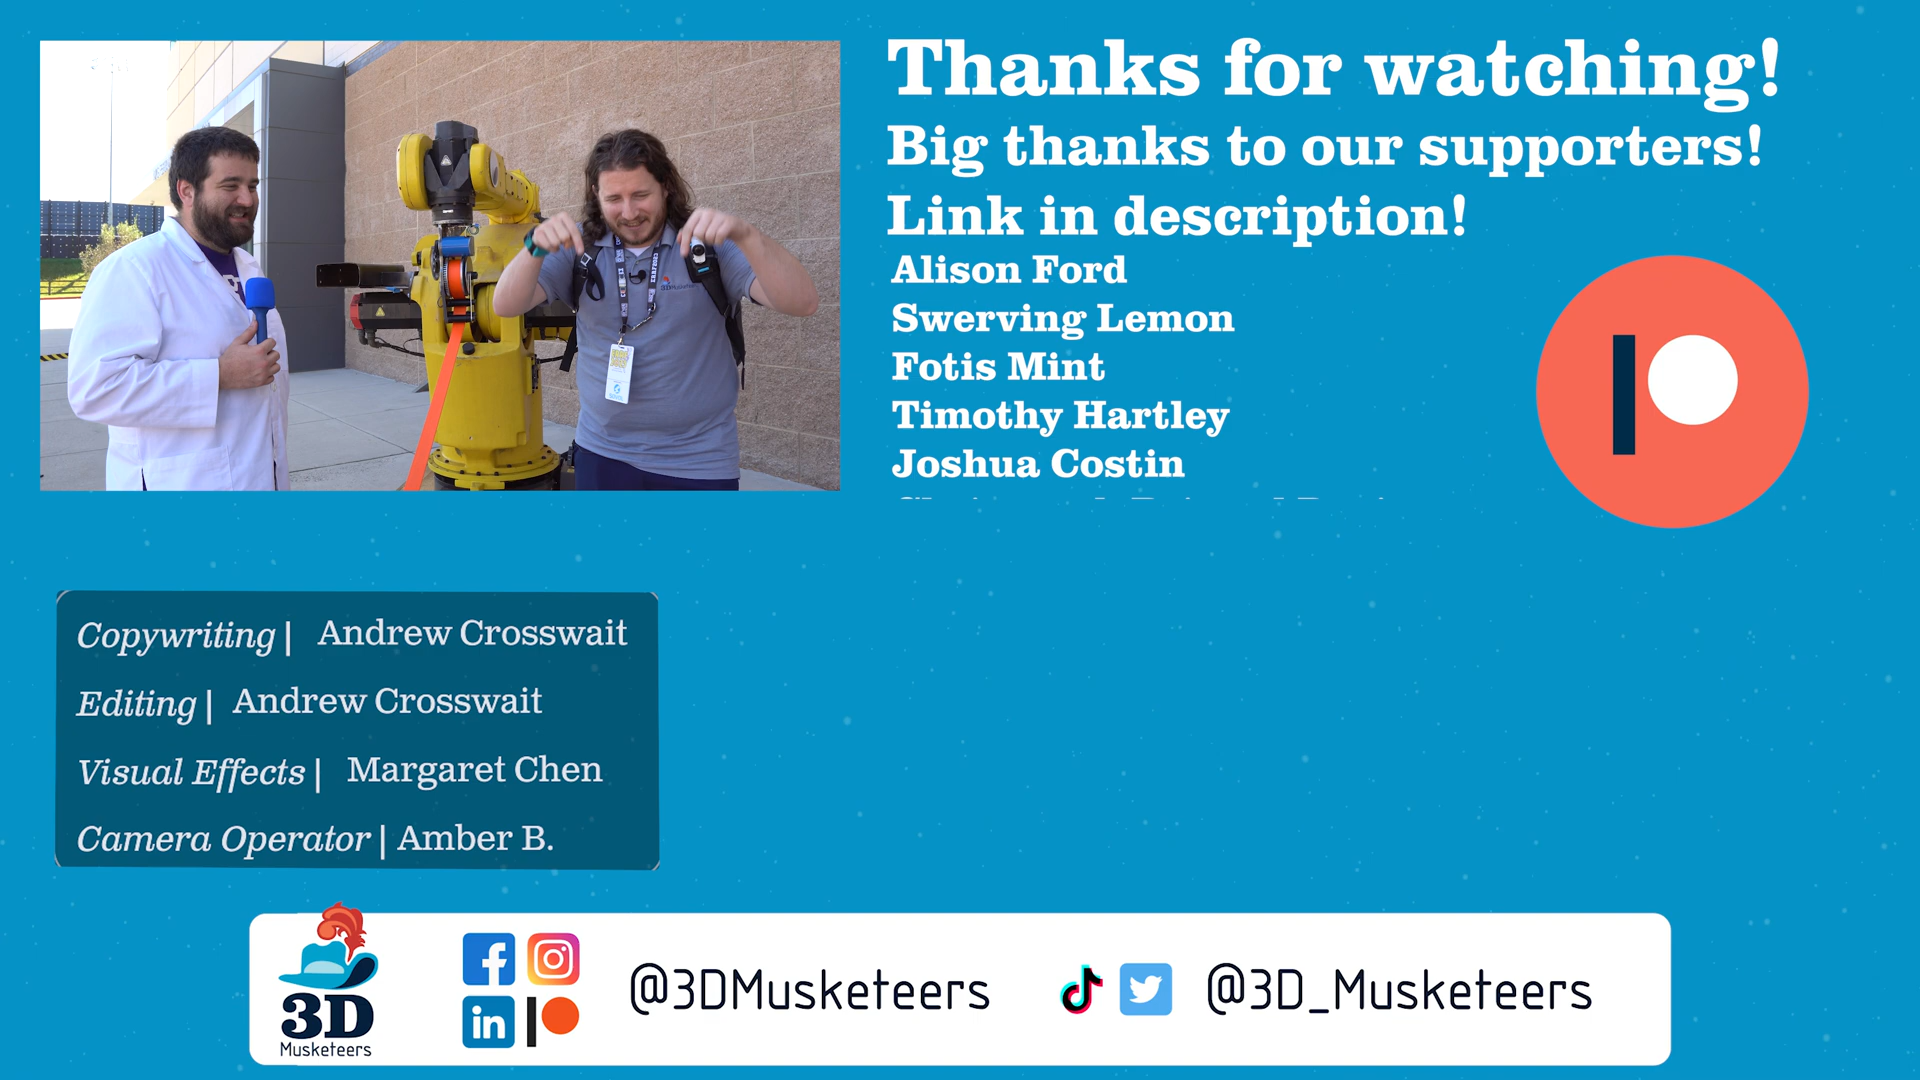 Thanks for watching!
Big thanks to our supporters!
Link in description!
Alison Ford
Swerving Lemon
Fotis Mint
Timothy Hartley
Joshua Costin
3DMusketeers
Copywriting | Andrew Crosswait
Editing | Andrew Crosswait
Visual Effects | Margaret Chen
Camera Operator | Amber B.
3D
Musketeers
in
@3DMusketeers
@3D_Musketeers